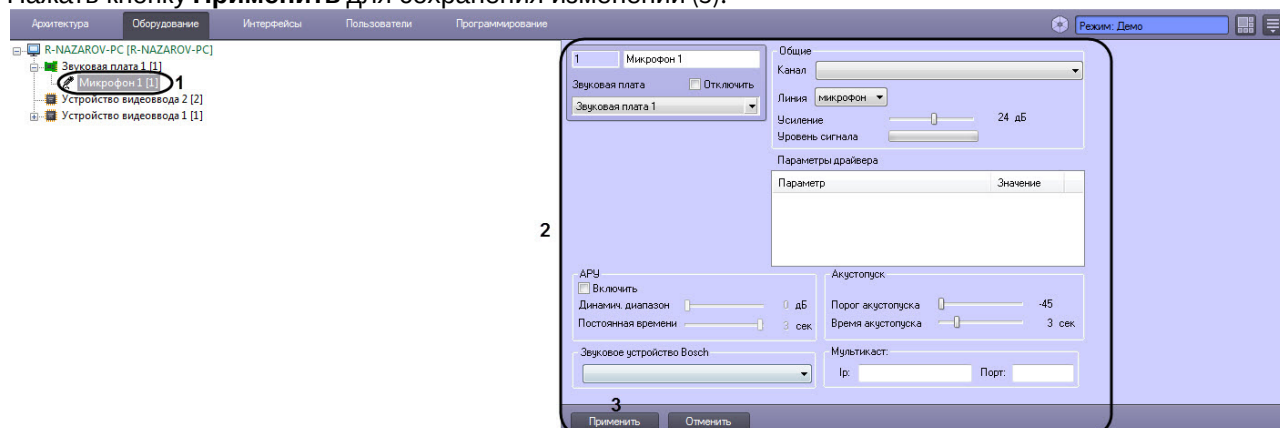 Нажать кнопку Применить для сохранения изменений (3).
Архитектура Оборудование Интерфейсы Пользователи Программирование Режим: Демо
R-NAZAROV-PC [R-NAZAROV-PC]
Звуковая плата 1 [1]
Микрофон 1 [1] 1
Устройство видеоввода 2 [2]
Устройство видеоввода 1 [1]
2
1 Микрофон 1
Звуковая плата Отключить
Звуковая плата 1
Общие
Канал
Линия микрофон
Усиление 24 дБ
Уровень сигнала
Параметры драйвера
Параметр Значение
АРУ
Включить
Динамич. диапазон 0 дБ
Постоянная времени 3 сек
Акустопуск
Порог акустопуска -45
Время акустопуска 3 сек
Звуковое устройство Bosch
Мультикаст:
Ip: Порт:
3
Применить Отменить